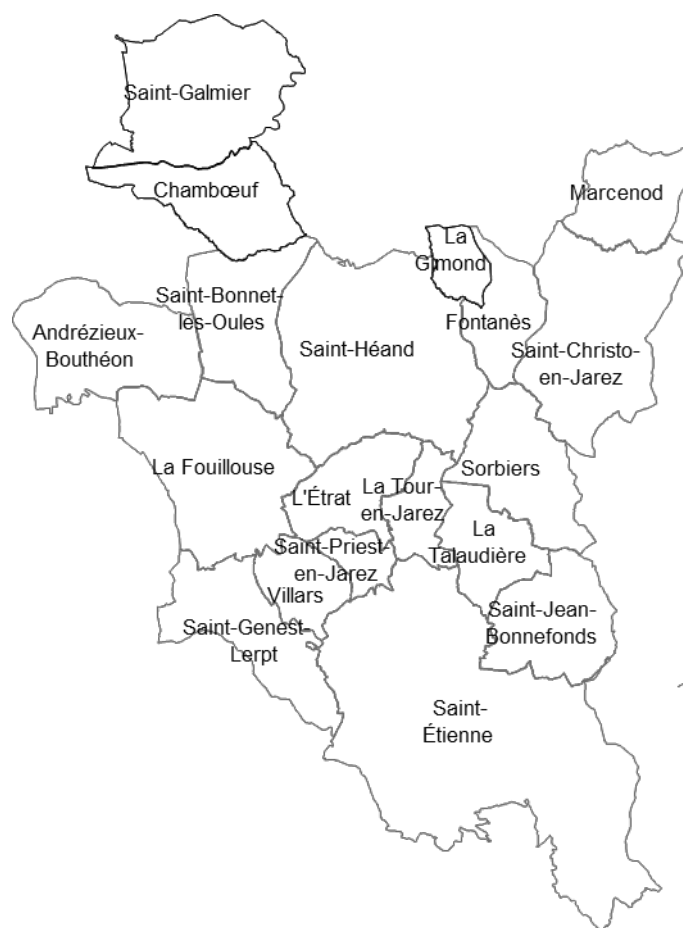 Saint-Galmier
Chambœuf
Marcenod
La
Gimond
Saint-Bonnet-
les-Oules
Fontanès
Andrézieux-
Bouthéon
Saint-Héand
Saint-Christo-
en-Jarez
La Fouillouse
Sorbiers
L'Étrat
La Tour-
en-Jarez
La
Talaudière
Saint-Priest-
en-Jarez
Villars
Saint-Jean-
Bonnefonds
Saint-Genest-
Lerpt
Saint-
Étienne